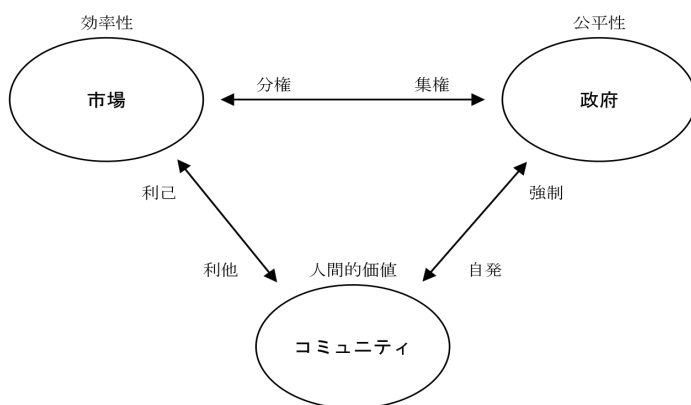 効率性
公平性
市場
分権
集権
政府
利己
強制
利他
人間的価値
自発
コミュニティ